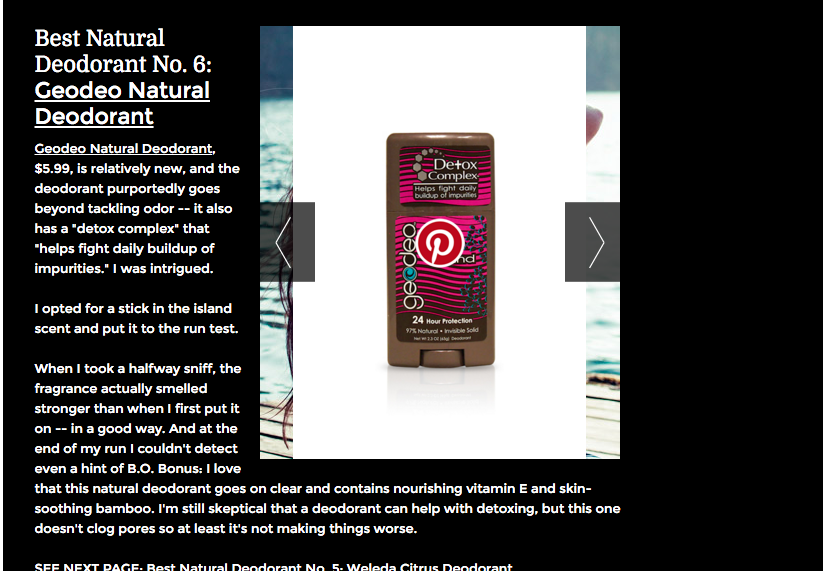 Best Natural
Deodorant No. 6:
Geodeo Natural
Deodorant
Geodeo Natural Deodorant,
$5.99, is relatively new, and the
deodorant purportedly goes
beyond tackling odor -- it also
has a "detox complex" that
"helps fight daily buildup of
impurities." I was intrigued.
I opted for a stick in the island
scent and put it to the run test.
When I took a halfway sniff, the
fragrance actually smelled
stronger than when I first put it
on -- in a good way. And at the
end of my run I couldn't detect
even a hint of B.O. Bonus: I love
that this natural deodorant goes on clear and contains nourishing vitamin E and skin-
soothing bamboo. I'm still skeptical that a deodorant can help with detoxing, but this one
doesn't clog pores so at least it's not making things worse.
SEE NEXT PAGE: Best Natural Deodorant No. 5: Weleda Citrus Deodorant
Detox
Complex
Helps fight daily
buildup of impurities
geodeo
24 Hour Protection
97% Natural • Invisible Solid
Net Wt 2.3 OZ (65g) Deodorant